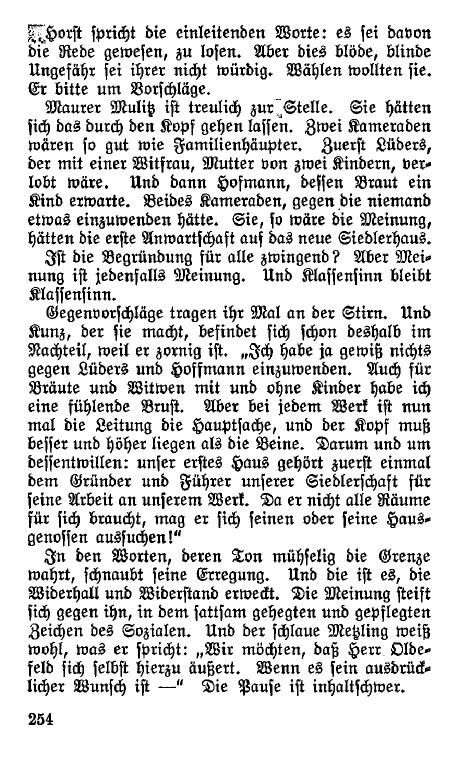 Horst spricht die einleitenden Worte: es sei davon
die Rede gewesen, zu losen. Aber dies blöde, blinde
Ungefähr sei ihrer nicht würdig. Wählen wollten sie.
Er bitte um Vorschläge.
Maurer Mulitz ist treulich zur Stelle. Sie hätten
sich das durch den Kopf gehen lassen. Zwei Kameraden
wären so gut wie Familienhäupter. Zuerst Lüders,
der mit einer Witfrau, Mutter von zwei Kindern, ver-
lobt wäre. Und dann Hofmann, dessen Braut ein
Kind erwarte. Beides Kameraden, gegen die niemand
etwas einzuwenden hätte. Sie, so wäre die Meinung,
hätten die erste Anwartschaft auf das neue Siedlerhaus.
Ist die Begründung für alle zwingend? Aber Mei-
nung ist jedenfalls Meinung. Und Klassensinn bleibt
Klassensinn.
Gegenvorschläge tragen ihr Mal an der Stirn. Und
Kunz, der sie macht, befindet sich schon deshalb im
Nachteil, weil er zornig ist. „Ich habe ja gewiß nichts
gegen Lüders und Hoffmann einzuwenden. Auch für
Bräute und Witwen mit und ohne Kinder habe ich
eine fühlende Brust. Aber bei jedem Werk ist nun
mal die Leitung die Hauptsache, und der Kopf muß
besser und höher liegen als die Beine. Darum und um
dessentwillen: unser erstes Haus gehört zuerst einmal
dem Gründer und Führer unserer Siedlerschaft für
seine Arbeit an unserem Werk. Da er nicht alle Räume
für sich braucht, mag er sich seinen oder seine Haus-
genossen aussuchen!“
In den Worten, deren Ton mühselig die Grenze
wahrt, schnaubt seine Erregung. Und die ist es, die
Widerhall und Widerstand erweckt. Die Meinung steift
sich gegen ihn, in dem sattsam gehegten und gepflegten
Zeichen des Sozialen. Und der schlaue Metzling weiß
wohl, was er spricht: „Wir möchten, daß Herr Olde-
feld sich selbst hierzu äußert. Wenn es sein ausdrück-
licher Wunsch ist —“ Die Pause ist inhaltschwer.
254